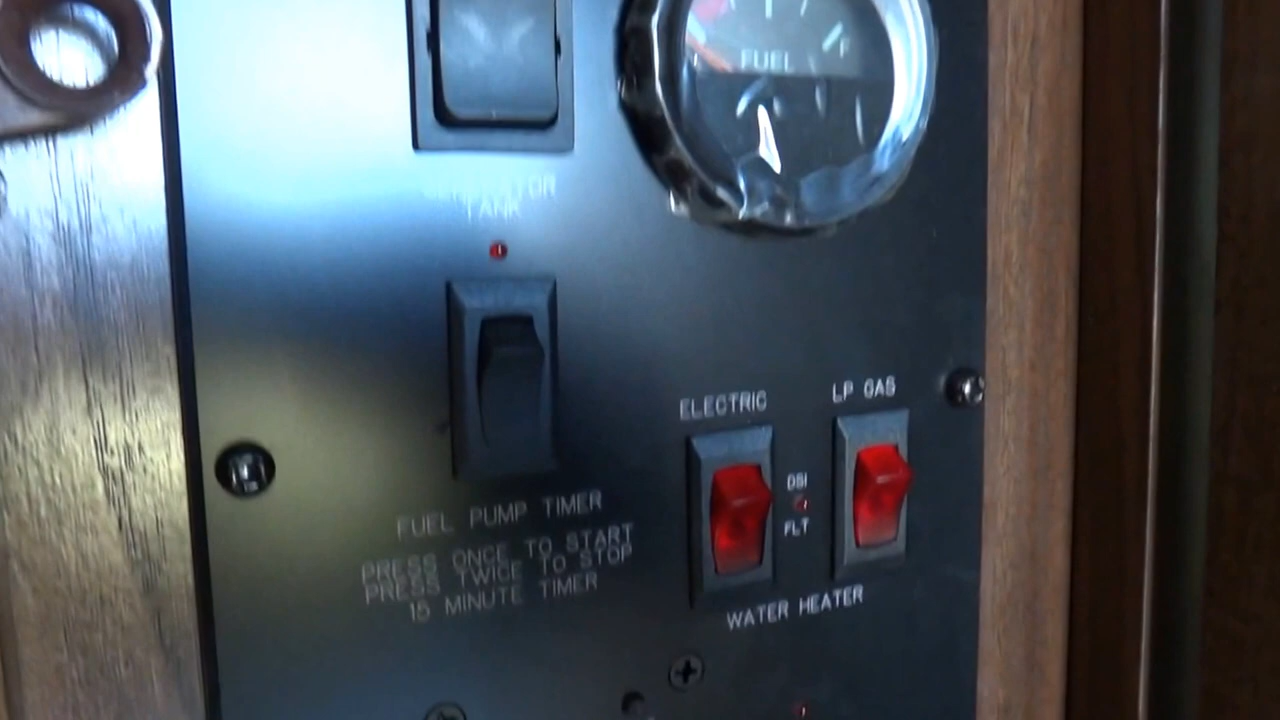 FUEL
F
TANK
ELECTRIC
LP GAS
DSI
FLT
FUEL PUMP TIMER
PRESS ONCE TO START
PRESS TWICE TO STOP
15 MINUTE TIMER
WATER HEATER